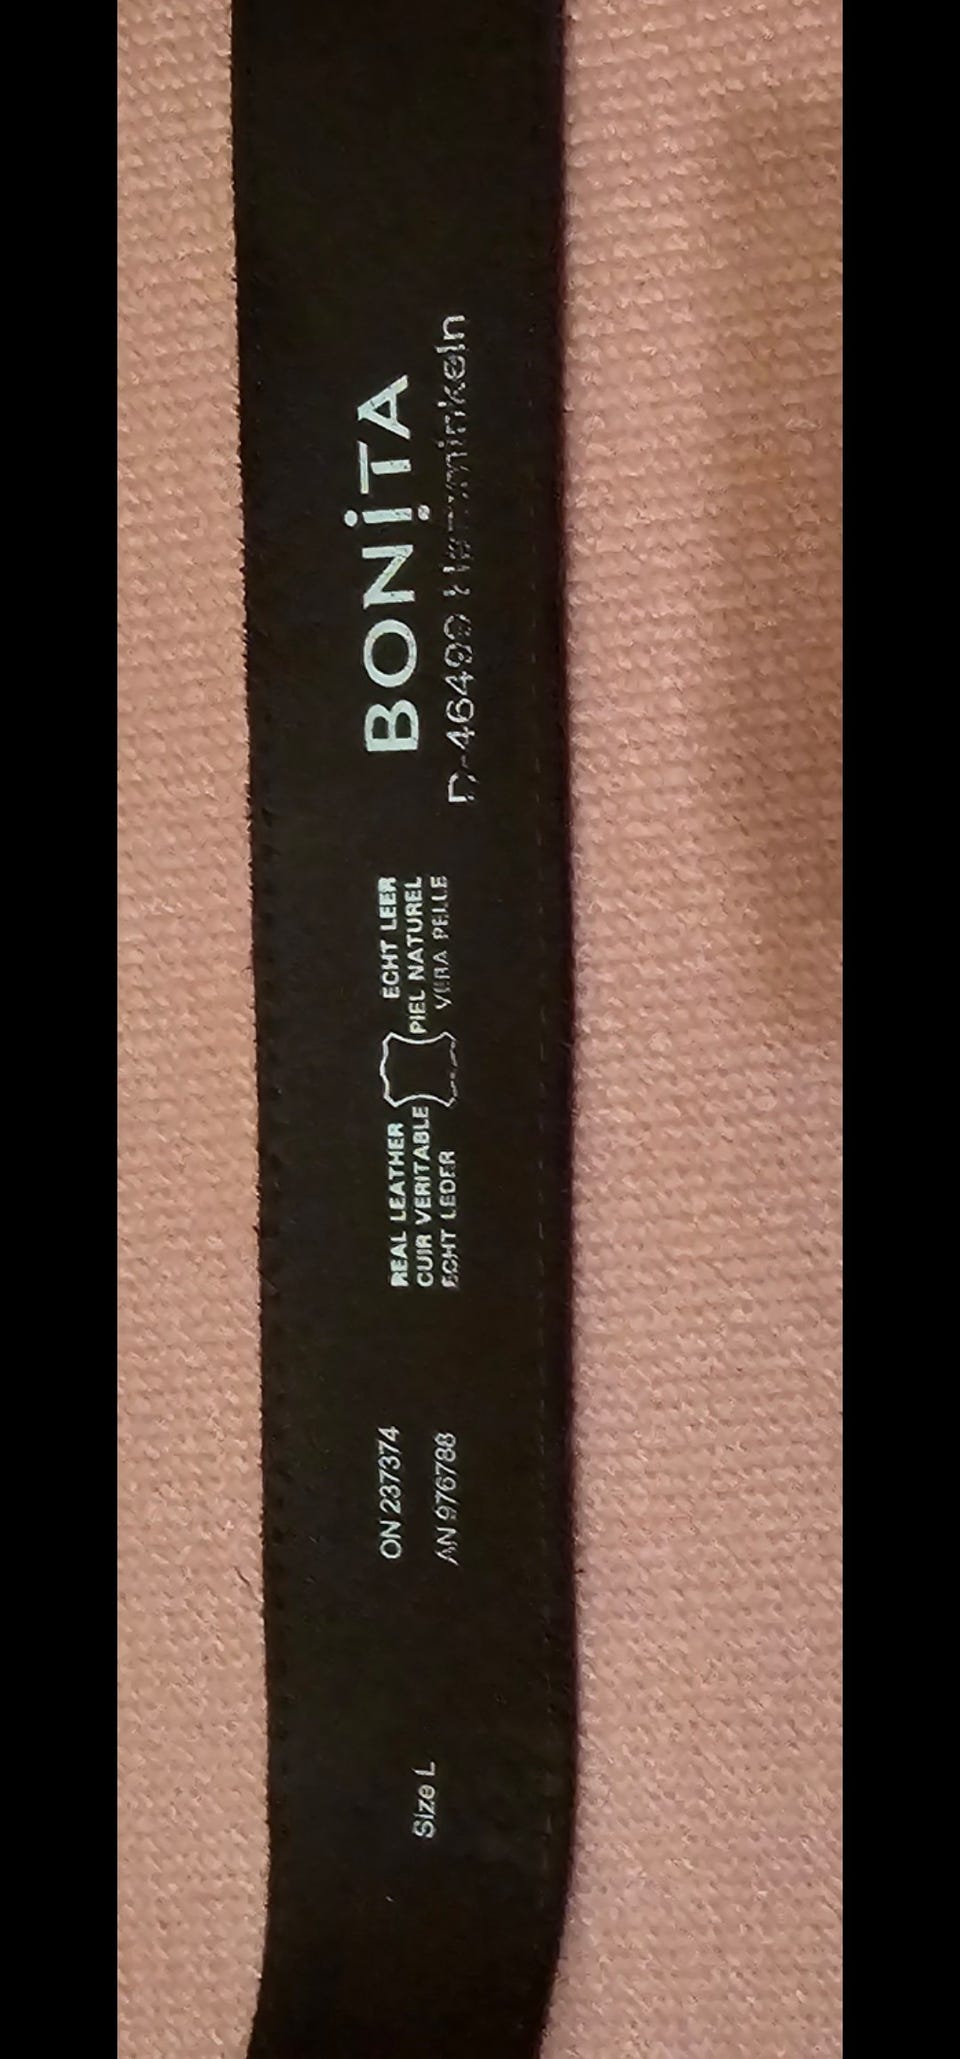 Size L
ON 237374
AN 976788
REAL LEATHER
CUIR VERITABLE
ECHT LEDER
ECHT LEER
PIEL NATUREL
VERA PELLE
BONiTA
D-46499 Hamminkeln